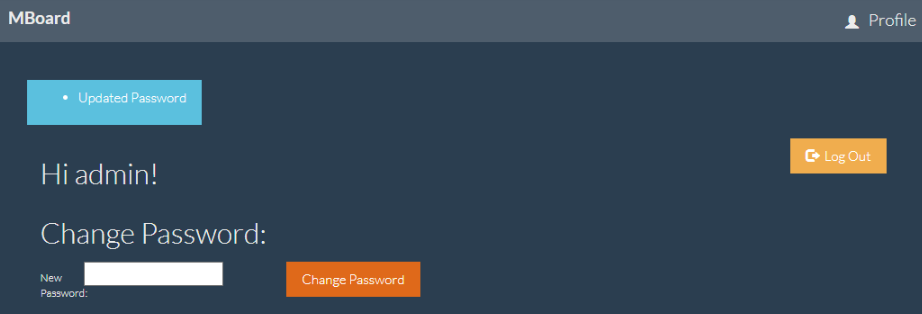 MBoard
Profile
Updated Password
Log Out
Hi admin!
Change Password:
New
Password:
Change Password